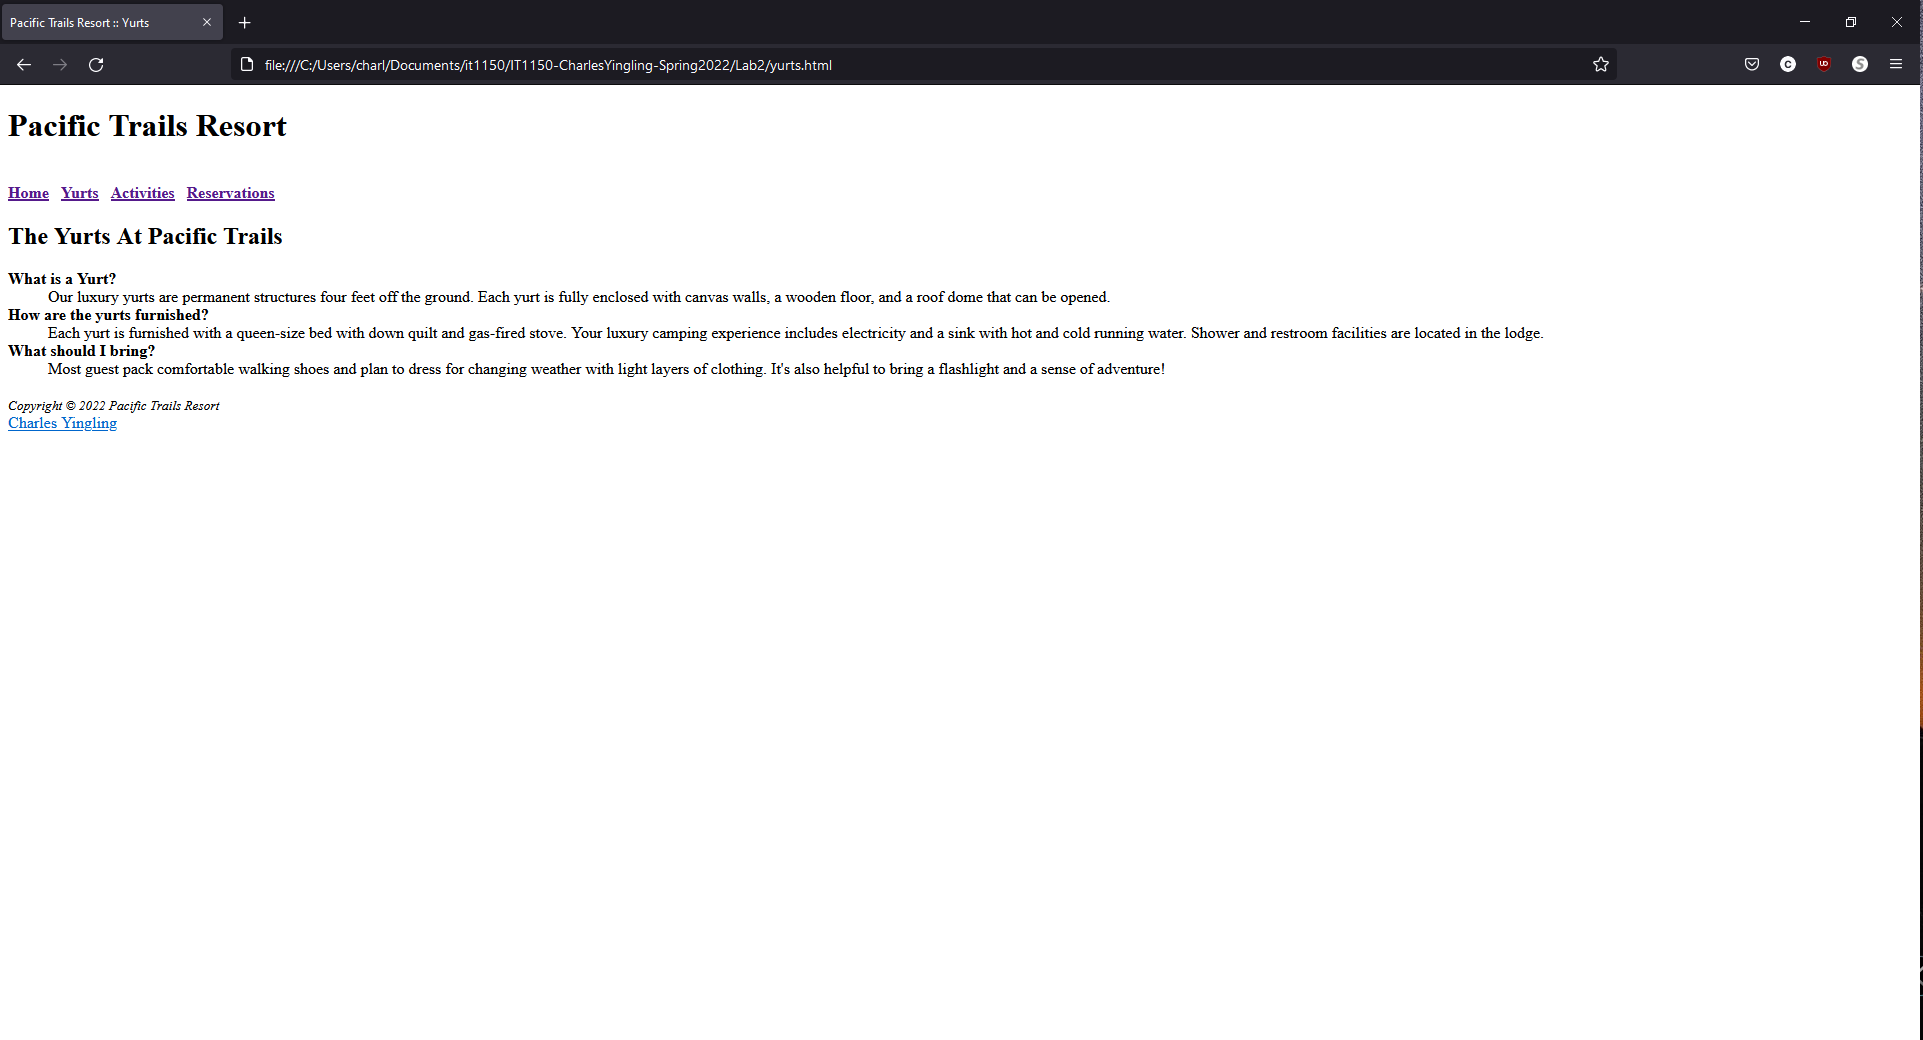 Pacific Trails Resort :: Yurts
file:///C:/Users/charl/Documents/it1150/IT1150-CharlesYingling-Spring2022/Lab2/yurts.html
Pacific Trails Resort
Home Yurts Activities Reservations
The Yurts At Pacific Trails
What is a Yurt?
Our luxury yurts are permanent structures four feet off the ground. Each yurt is fully enclosed with canvas walls, a wooden floor, and a roof dome that can be opened.
How are the yurts furnished?
Each yurt is furnished with a queen-size bed with down quilt and gas-fired stove. Your luxury camping experience includes electricity and a sink with hot and cold running water. Shower and restroom facilities are located in the lodge.
What should I bring?
Most guest pack comfortable walking shoes and plan to dress for changing weather with light layers of clothing. It's also helpful to bring a flashlight and a sense of adventure!
Copyright © 2022 Pacific Trails Resort
Charles Yingling